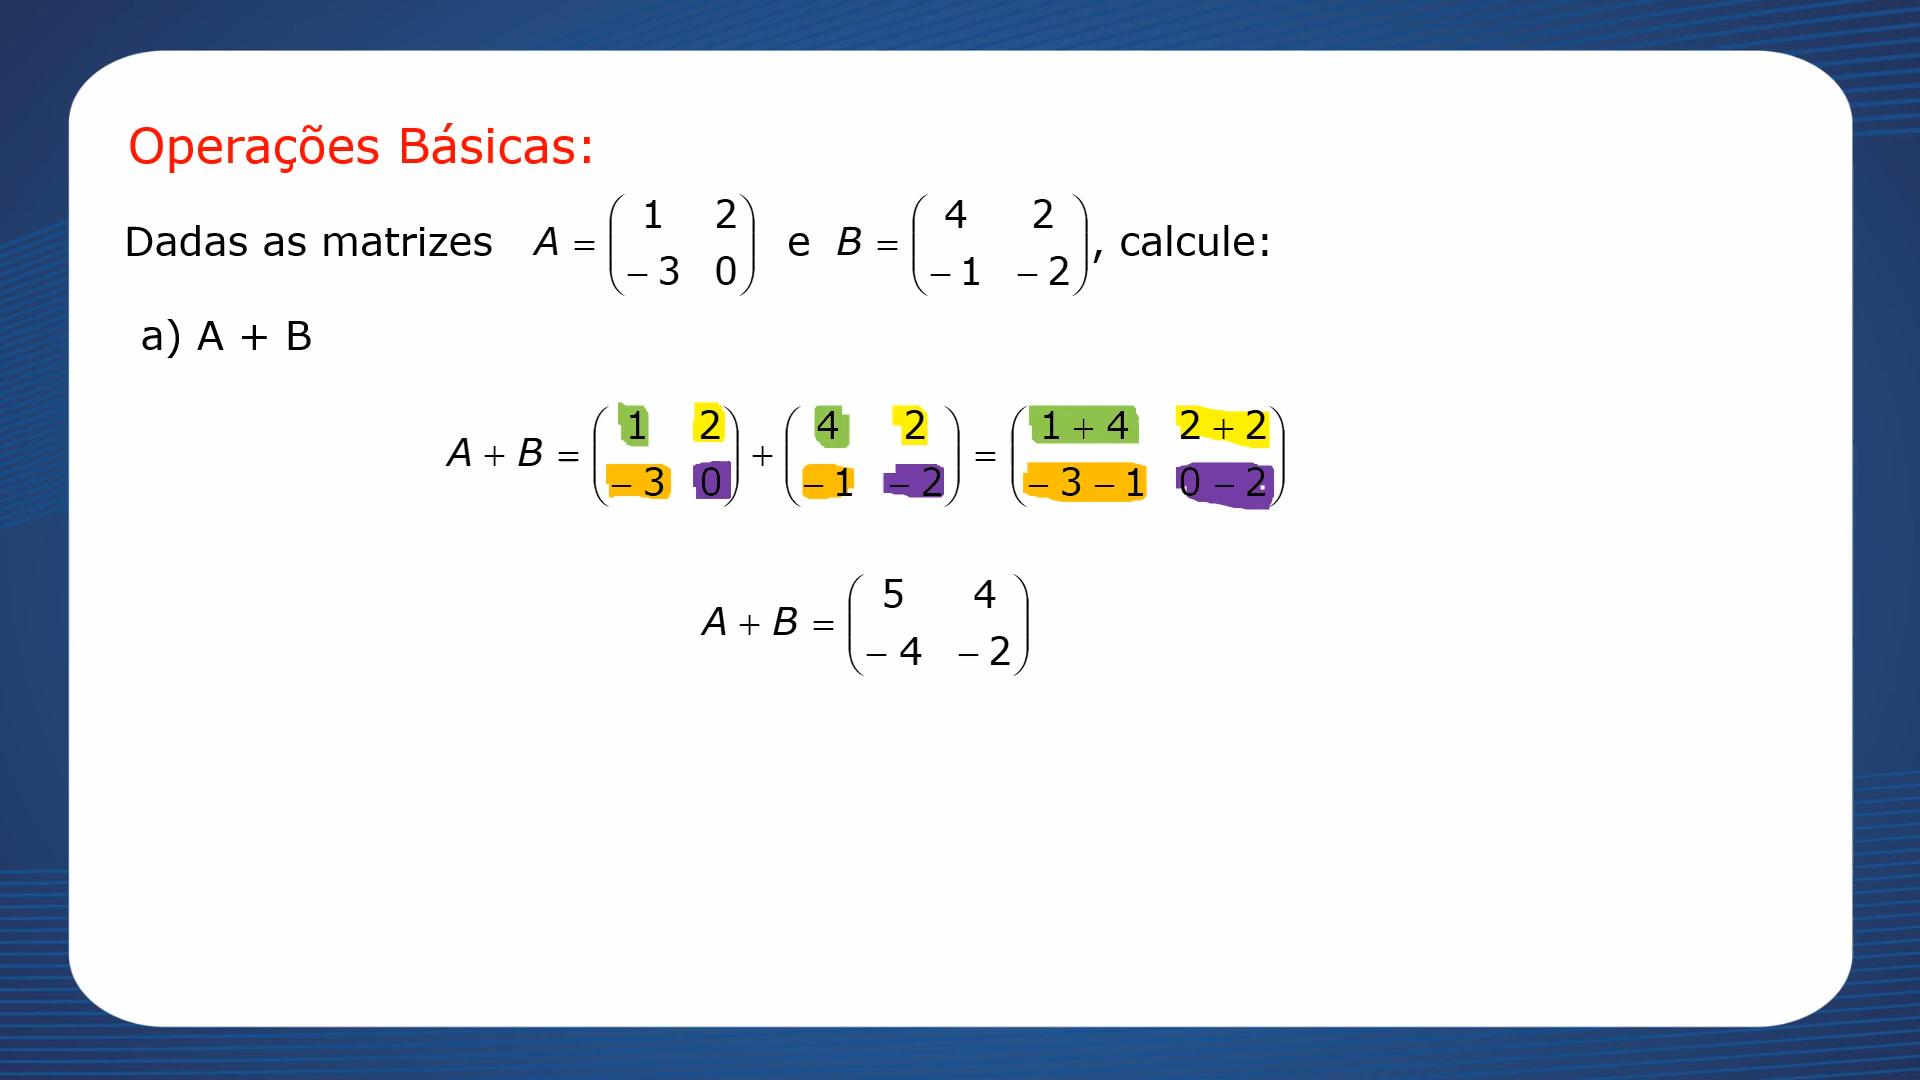 Operações Básicas:
Dadas as matrizes A = ( 1 2 ; – 3 0 ) e B = ( 4 2 ; – 1 – 2 ), calcule:
a) A + B
A + B = ( 1 2 ; – 3 0 ) + ( 4 2 ; – 1 – 2 ) = ( 1 + 4 2 + 2 ; – 3 – 1 0 – 2 )
A + B = ( 5 4 ; – 4 – 2 )